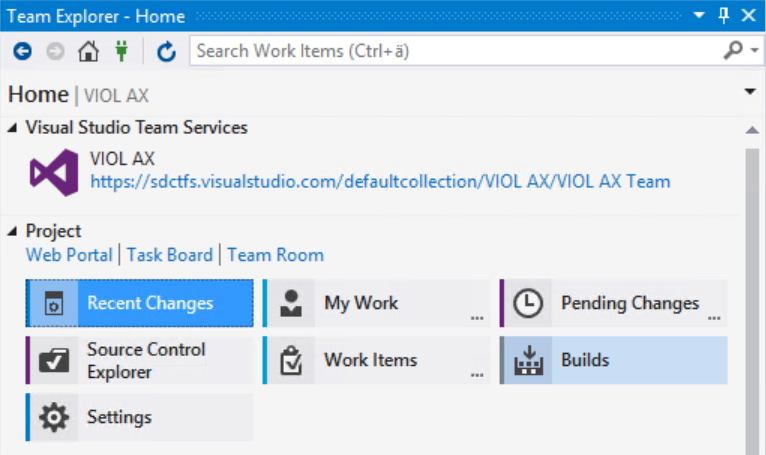 Team Explorer - Home
Search Work Items (Ctrl+ä)
Home | VIOL AX
Visual Studio Team Services
VIOL AX
https://sdctfs.visualstudio.com/defaultcollection/VIOL AX/VIOL AX Team
Project
Web Portal | Task Board | Team Room
Recent Changes
My Work
...
Pending Changes
...
Source Control
Explorer
Work Items
...
Builds
Settings